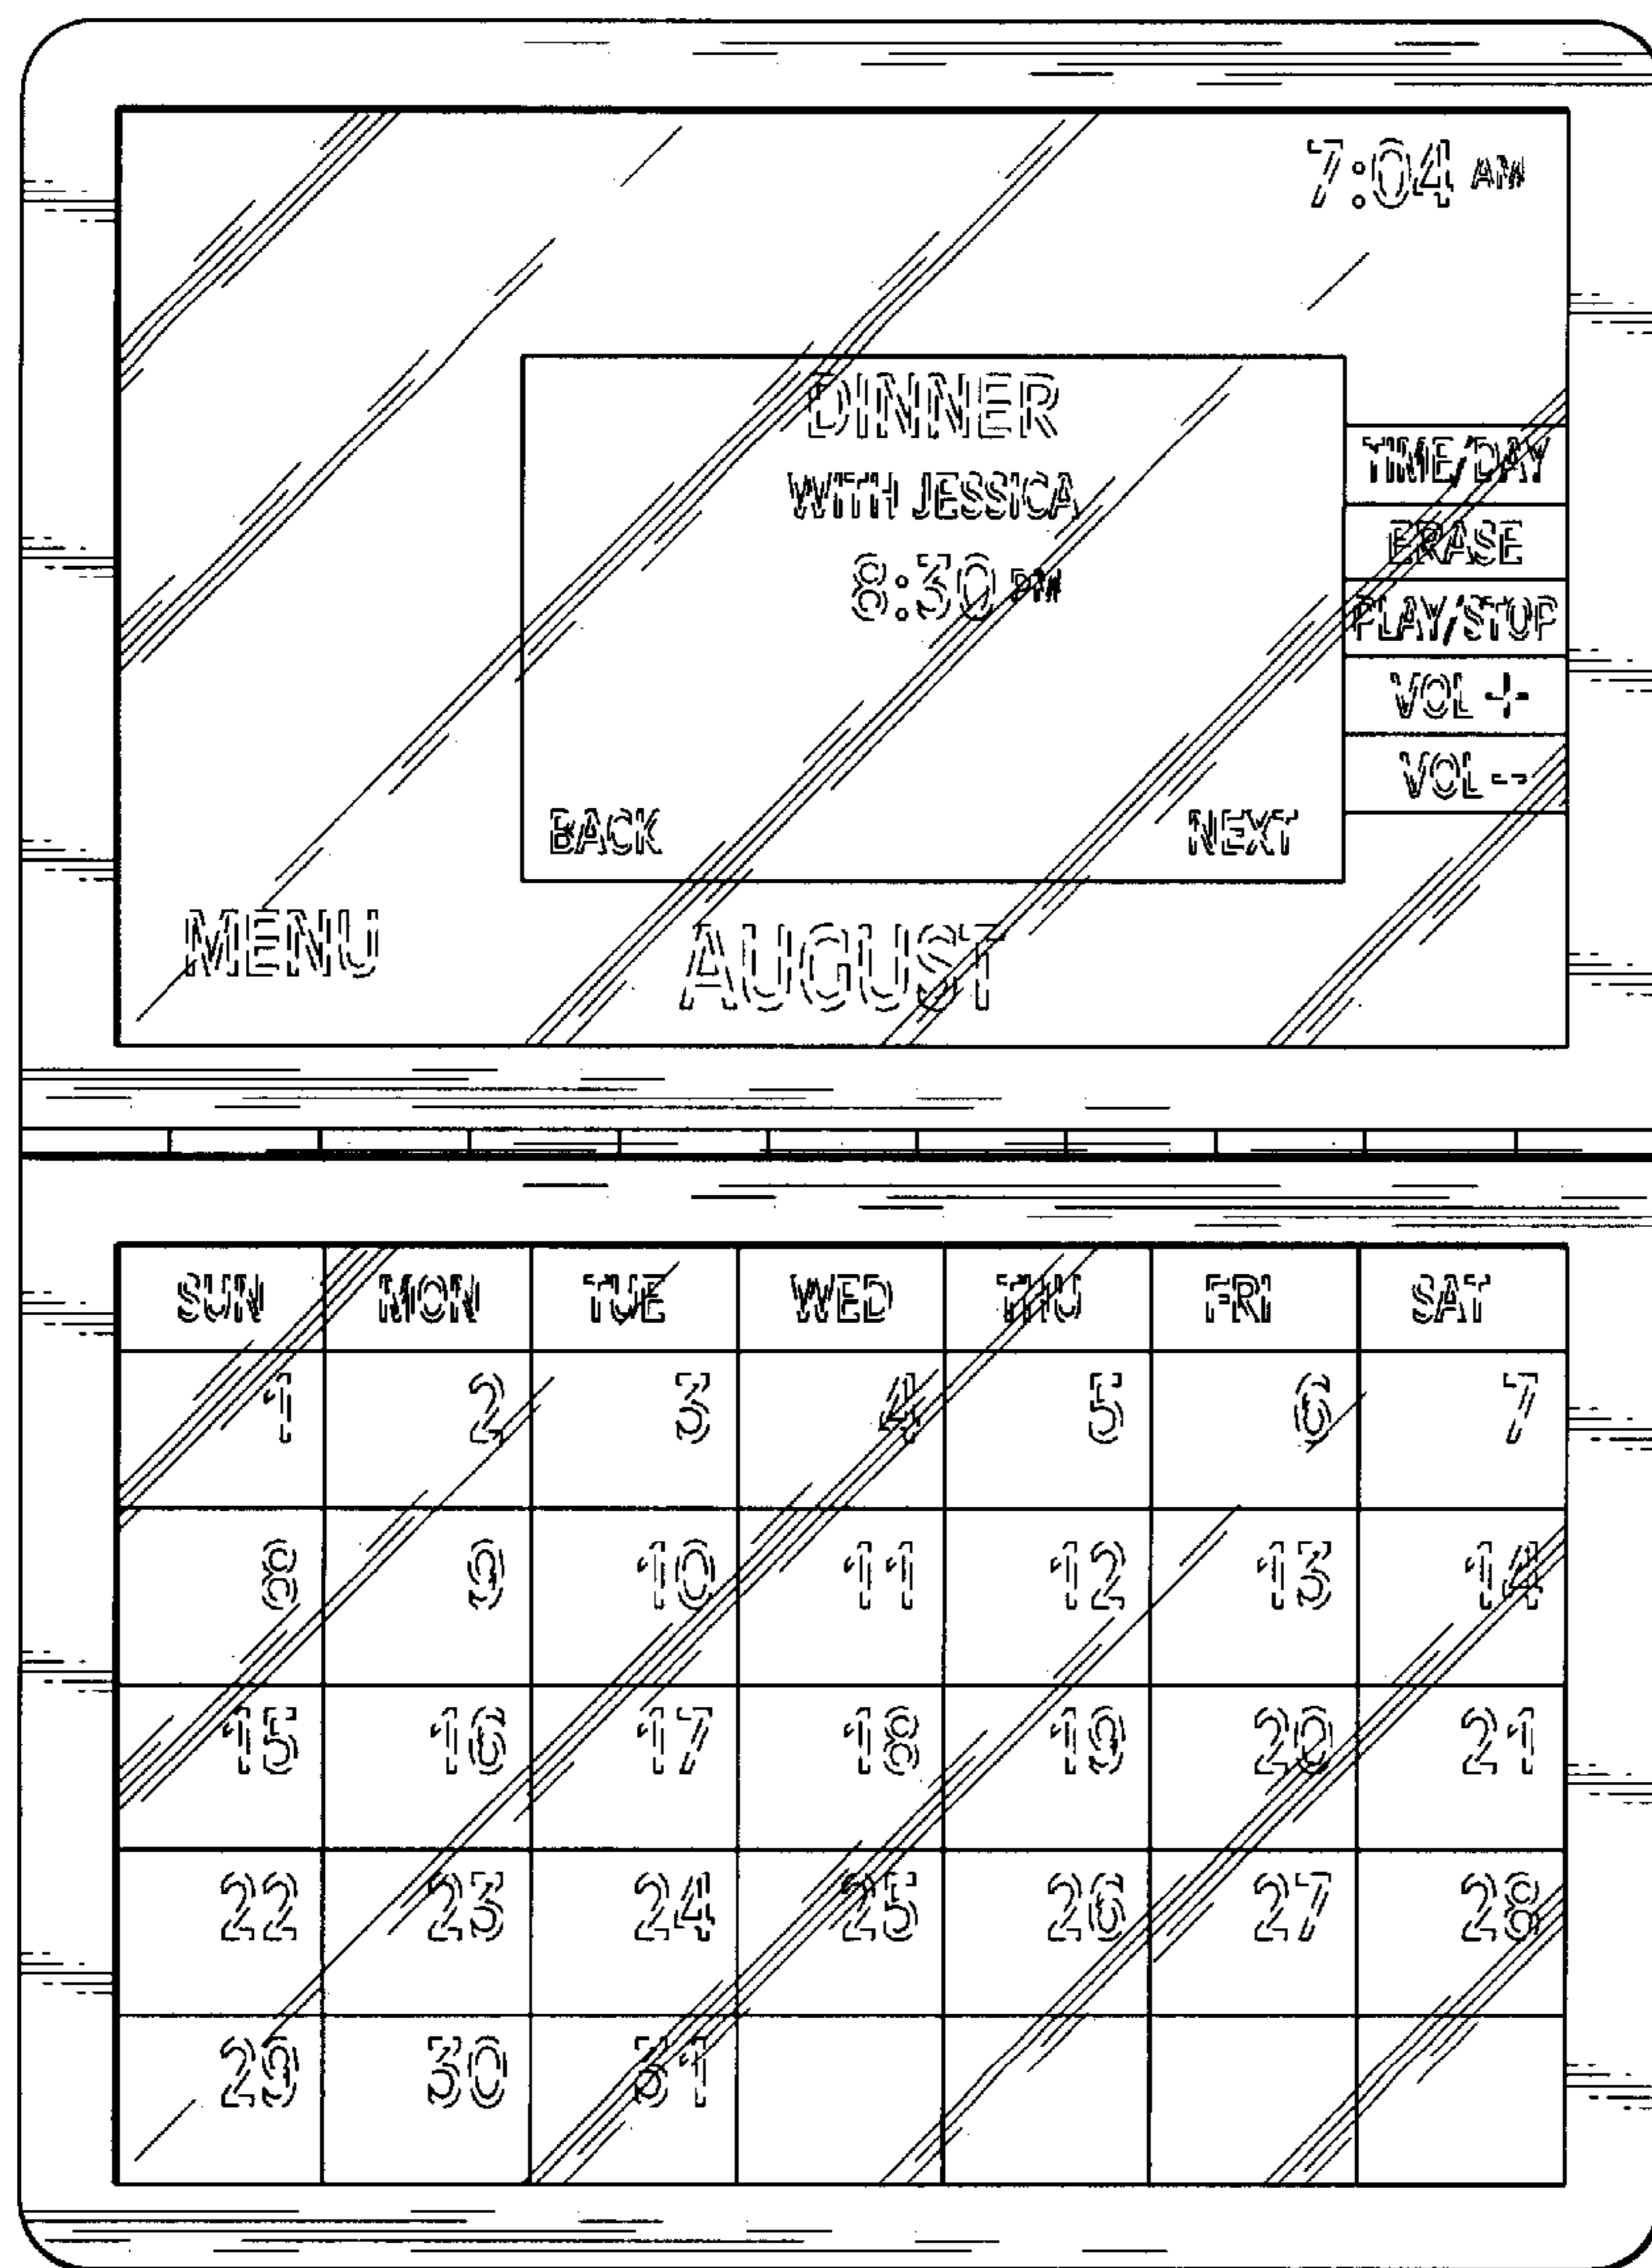 7:04 AM
DINNER
WITH JESSICA
8:30 PM
TIME/DAY
ERASE
PLAY/STOP
VOL +
VOL -
BACK NEXT
MENU
AUGUST
SUN MON TUE WED THU FRI SAT
1 2 3 4 5 6 7
8 9 10 11 12 13 14
15 16 17 18 19 20 21
22 23 24 25 26 27 28
29 30 31